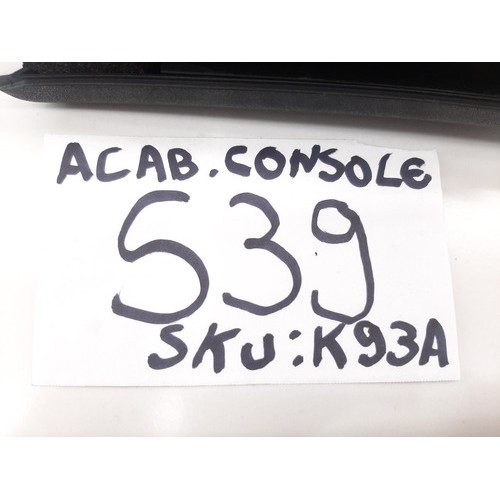 ACAB. CONSOLE
539
SKU: K93A